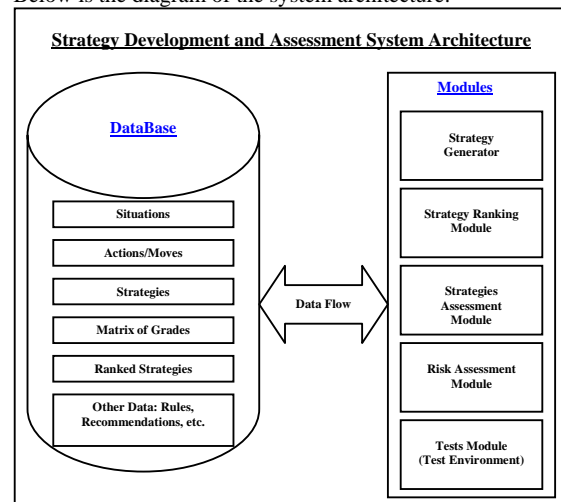 Below is the diagram of the system architecture:
Strategy Development and Assessment System Architecture
DataBase
Situations
Actions/Moves
Strategies
Matrix of Grades
Ranked Strategies
Other Data: Rules,
Recommendations, etc.
Data Flow
Modules
Strategy
Generator
Strategy Ranking
Module
Strategies
Assessment
Module
Risk Assessment
Module
Tests Module
(Test Environment)